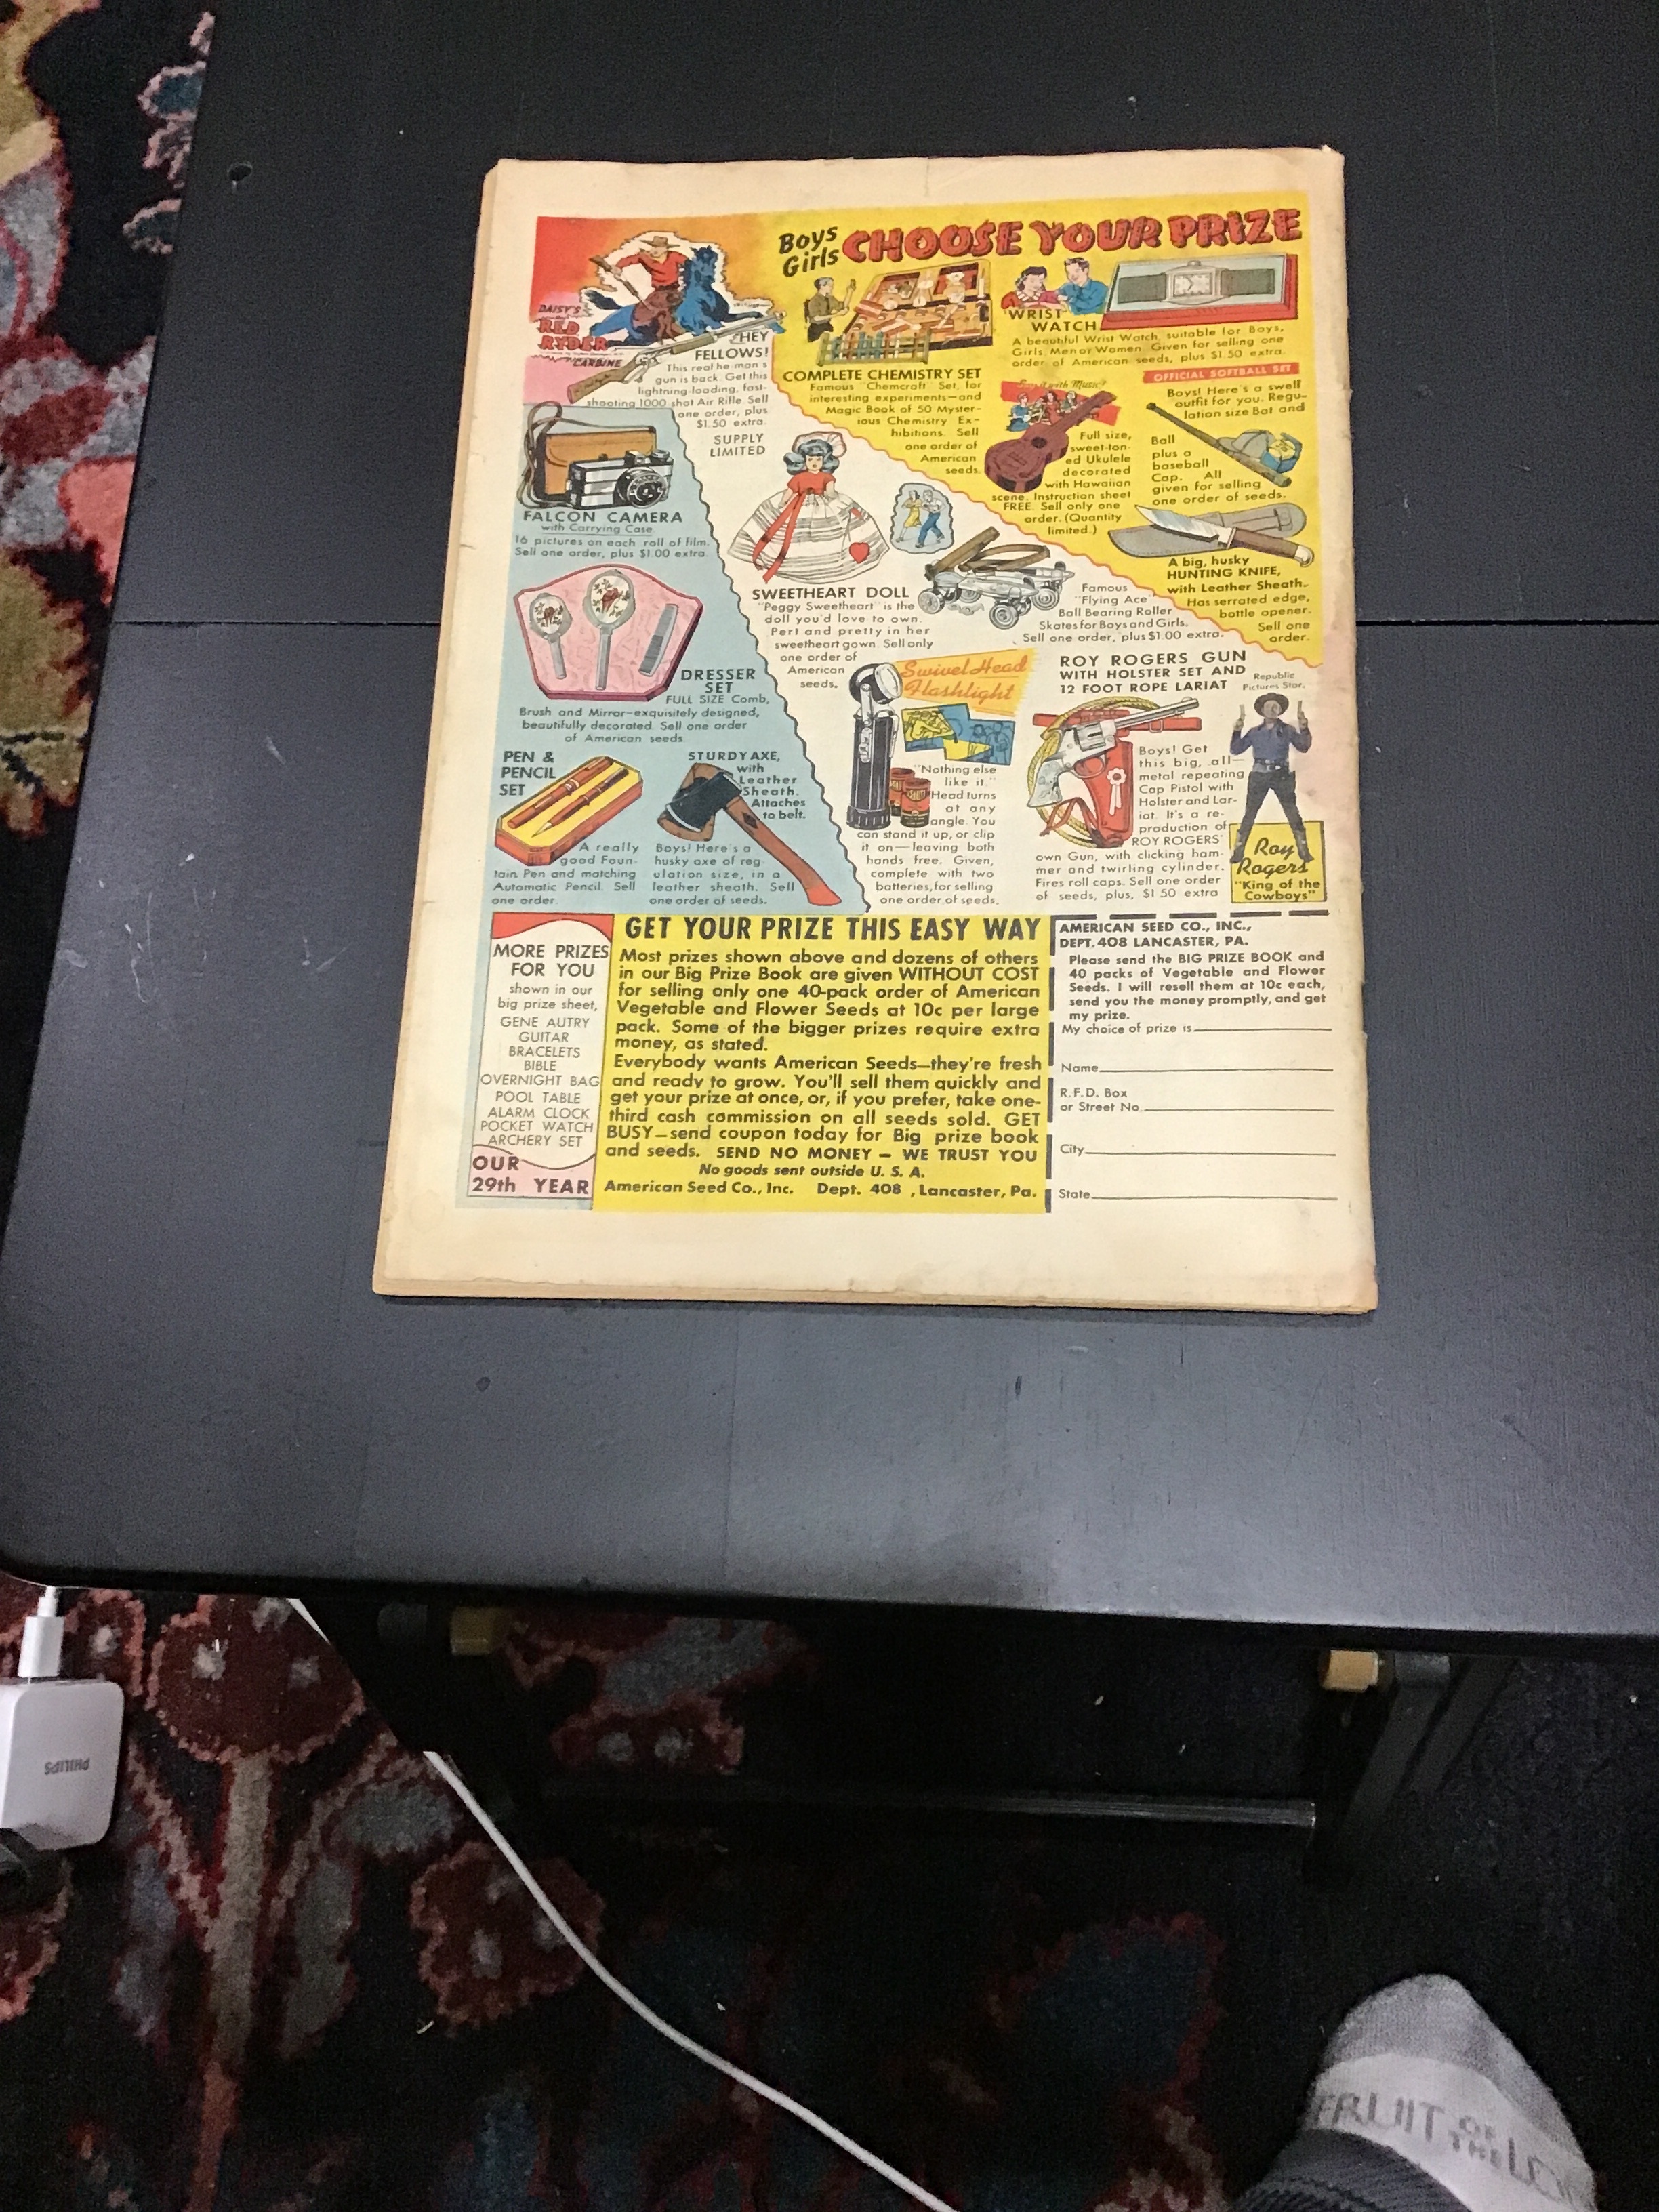 Boys
Girls
CHOOSE YOUR PRIZE
DAISY'S
RED
RYDER
CARBINE
HEY
FELLOWS!
This real he man's
gun is back. Get this
lightning-loading, fast-
shooting 1000 shot Air Rifle. Sell
one order, plus
$1.50 extra.
SUPPLY
LIMITED
COMPLETE CHEMISTRY SET
Famous Chemcraft Set, for
interesting experiments—and
Magic Book of 50 Myster-
ious Chemistry Ex-
hibitions. Sell
one order of
American
seeds.
WRIST
WATCH
A beautiful Wrist Watch, suitable for Boys,
Girls, Men or Women. Given for selling one
order of American seeds, plus $1.50 extra.
Full size,
sweet-ton-
ed Ukulele
decorated
with Hawaiian
scene. Instruction sheet
FREE. Sell only one
order. (Quantity
limited.)
OFFICIAL SOFTBALL SET
Boys! Here's a swell
outfit for you. Regu-
lation size Bat and
Ball
plus a
baseball
Cap. All
given for selling
one order of seeds.
FALCON CAMERA
with Carrying Case
16 pictures on each roll of film.
Sell one order, plus $1.00 extra.
SWEETHEART DOLL
"Peggy Sweetheart" is the
doll you'd love to own.
Pert and pretty in her
sweetheart gown. Sell only
one order of
American
seeds.
Famous
"Flying Ace"
Ball Bearing Roller
Skates for Boys and Girls.
Sell one order, plus $1.00 extra.
A big, husky
HUNTING KNIFE,
with Leather Sheath.
Has serrated edge,
bottle opener.
Sell one
order.
DRESSER
SET
FULL SIZE Comb,
Brush and Mirror—exquisitely designed,
beautifully decorated. Sell one order
of American seeds.
Swivel Head
Flashlight
"Nothing else
like it."
Head turns
at any
angle. You
can stand it up, or clip
it on—leaving both
hands free. Given,
complete with two
batteries, for selling
one order of seeds.
ROY ROGERS GUN
WITH HOLSTER SET AND
12 FOOT ROPE LARIAT
Republic
Pictures Star.
Boys! Get
this big, all-
metal repeating
Cap Pistol with
Holster and Lar-
iat. It's a re-
production of
ROY ROGERS'
own Gun, with clicking ham-
mer and twirling cylinder.
Fires roll caps. Sell one order
of seeds, plus, $1.50 extra
Roy
Rogers
"King of the
Cowboys"
PEN &
PENCIL
SET
A really
good Foun-
tain Pen and matching
Automatic Pencil. Sell
one order.
STURDY AXE,
with
Leather
Sheath.
Attaches
to belt.
Boys! Here's a
husky axe of reg-
ulation size, in a
leather sheath. Sell
one order of seeds.
MORE PRIZES
FOR YOU
shown in our
big prize sheet,
GENE AUTRY
GUITAR
BRACELETS
BIBLE
OVERNIGHT BAG
POOL TABLE
ALARM CLOCK
POCKET WATCH
ARCHERY SET
OUR
29th YEAR
GET YOUR PRIZE THIS EASY WAY
Most prizes shown above and dozens of others
in our Big Prize Book are given WITHOUT COST
for selling only one 40-pack order of American
Vegetable and Flower Seeds at 10c per large
pack. Some of the bigger prizes require extra
money, as stated.
Everybody wants American Seeds—they're fresh
and ready to grow. You'll sell them quickly and
get your prize at once, or, if you prefer, take one-
third cash commission on all seeds sold. GET
BUSY—send coupon today for Big prize book
and seeds. SEND NO MONEY — WE TRUST YOU
No goods sent outside U. S. A.
American Seed Co., Inc. Dept. 408 , Lancaster, Pa.
AMERICAN SEED CO., INC.,
DEPT. 408 LANCASTER, PA.
Please send the BIG PRIZE BOOK and
40 packs of Vegetable and Flower
Seeds. I will resell them at 10c each,
send you the money promptly, and get
my prize.
My choice of prize is
Name
R.F.D. Box
or Street No.
City
State
PHILIPS
FRUIT OF
THE